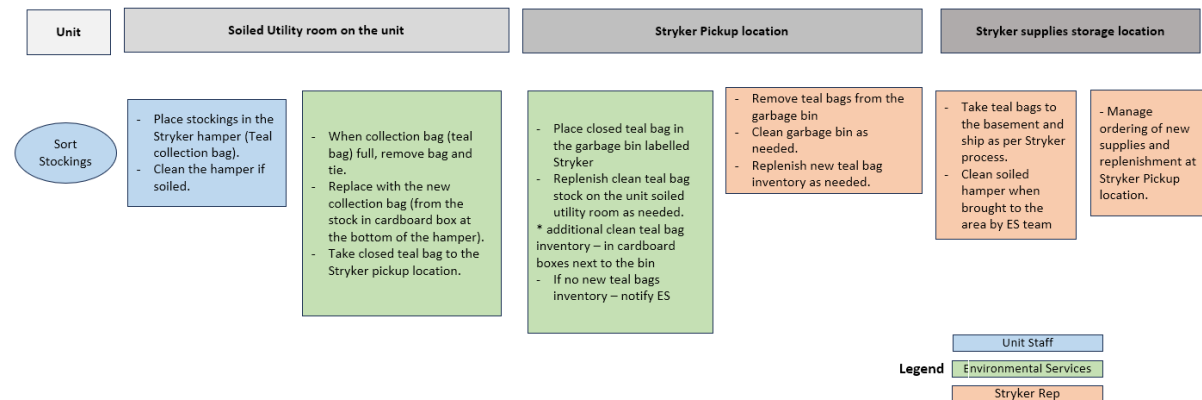 Unit
Soiled Utility room on the unit
Stryker Pickup location
Stryker supplies storage location
Sort
Stockings
- Place stockings in the
Stryker hamper (Teal
collection bag).
- Clean the hamper if
soiled.
- When collection bag (teal
bag) full, remove bag and
tie.
- Replace with the new
collection bag (from the
stock in cardboard box at
the bottom of the hamper).
- Take closed teal bag to the
Stryker pickup location.
- Place closed teal bag in
the garbage bin labelled
Stryker
- Replenish clean teal bag
stock on the unit soiled
utility room as needed.
* additional clean teal bag
inventory – in cardboard
boxes next to the bin
- If no new teal bags
inventory – notify ES
- Remove teal bags from the
garbage bin
- Clean garbage bin as
needed.
- Replenish new teal bag
inventory as needed.
- Take teal bags to
the basement and
ship as per Stryker
process.
- Clean soiled
hamper when
brought to the
area by ES team
- Manage
ordering of new
supplies and
replenishment at
Stryker Pickup
location.
Legend
Unit Staff
Environmental Services
Stryker Rep